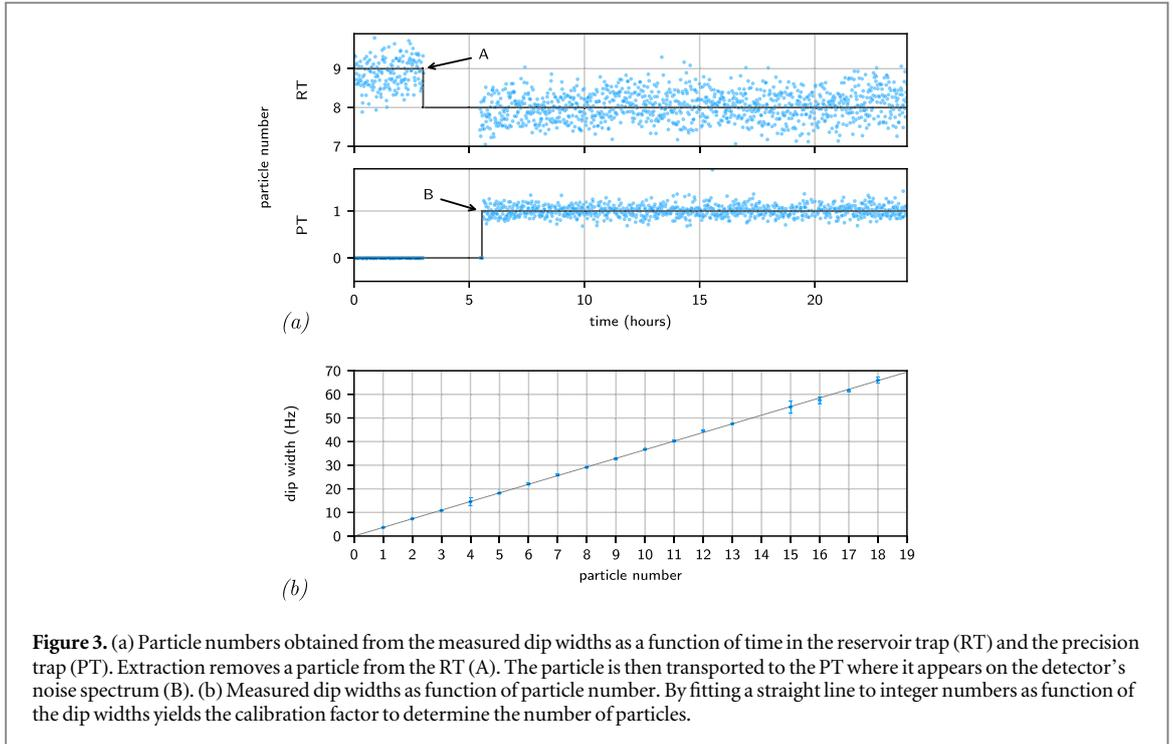 A
9
8
7
RT
particle number
B
1
0
PT
0 5 10 15 20
time (hours)
(a)
70
60
50
40
30
20
10
0
dip width (Hz)
0 1 2 3 4 5 6 7 8 9 10 11 12 13 14 15 16 17 18 19
particle number
(b)
Figure 3. (a) Particle numbers obtained from the measured dip widths as a function of time in the reservoir trap (RT) and the precision
trap (PT). Extraction removes a particle from the RT (A). The particle is then transported to the PT where it appears on the detector's
noise spectrum (B). (b) Measured dip widths as function of particle number. By fitting a straight line to integer numbers as function of
the dip widths yields the calibration factor to determine the number of particles.